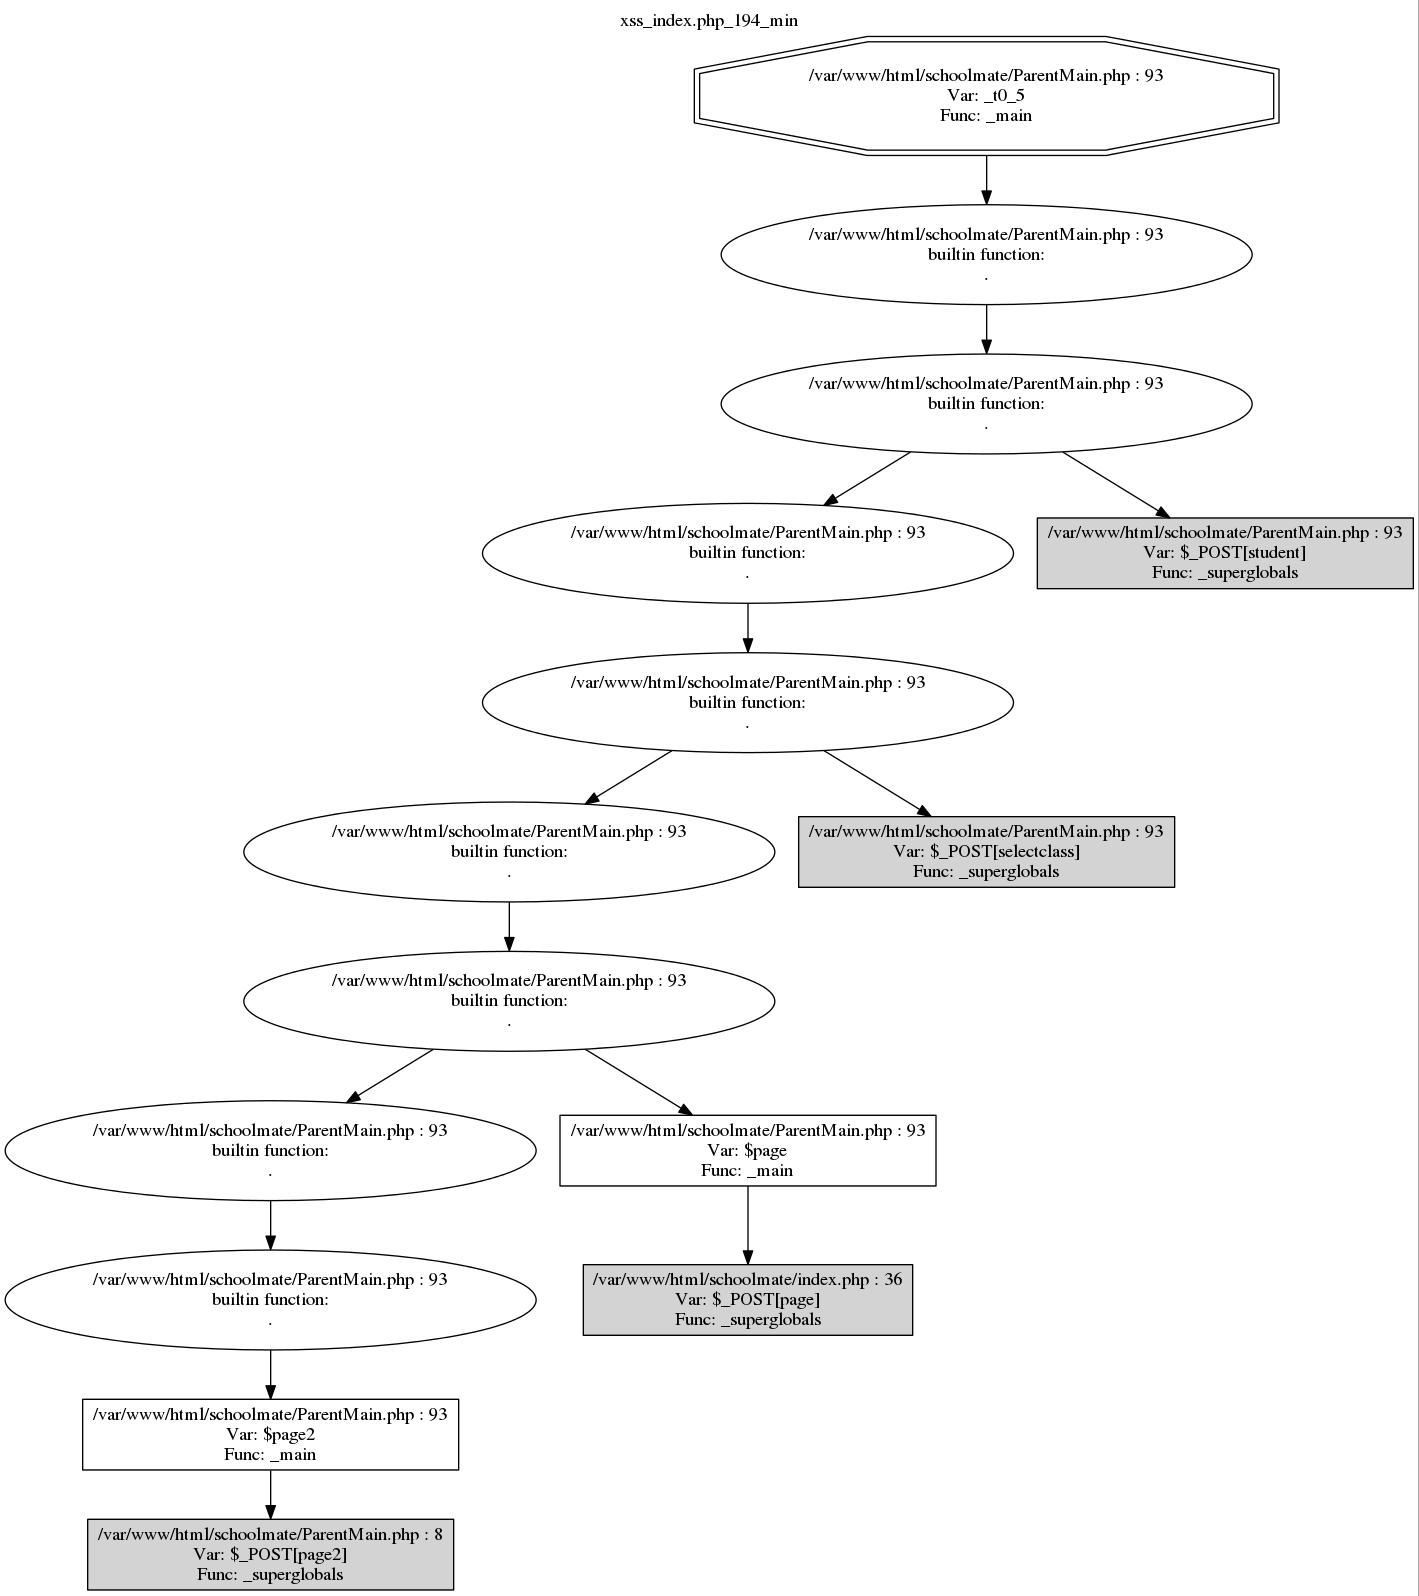 xss_index.php_194_min
/var/www/html/schoolmate/ParentMain.php : 93
Var: _t0_5
Func: _main
/var/www/html/schoolmate/ParentMain.php : 93
builtin function:
.
/var/www/html/schoolmate/ParentMain.php : 93
builtin function:
.
/var/www/html/schoolmate/ParentMain.php : 93
builtin function:
.
/var/www/html/schoolmate/ParentMain.php : 93
Var: $_POST[student]
Func: _superglobals
/var/www/html/schoolmate/ParentMain.php : 93
builtin function:
.
/var/www/html/schoolmate/ParentMain.php : 93
builtin function:
.
/var/www/html/schoolmate/ParentMain.php : 93
Var: $_POST[selectclass]
Func: _superglobals
/var/www/html/schoolmate/ParentMain.php : 93
builtin function:
.
/var/www/html/schoolmate/ParentMain.php : 93
builtin function:
.
/var/www/html/schoolmate/ParentMain.php : 93
Var: $page
Func: _main
/var/www/html/schoolmate/ParentMain.php : 93
builtin function:
.
/var/www/html/schoolmate/index.php : 36
Var: $_POST[page]
Func: _superglobals
/var/www/html/schoolmate/ParentMain.php : 93
Var: $page2
Func: _main
/var/www/html/schoolmate/ParentMain.php : 8
Var: $_POST[page2]
Func: _superglobals